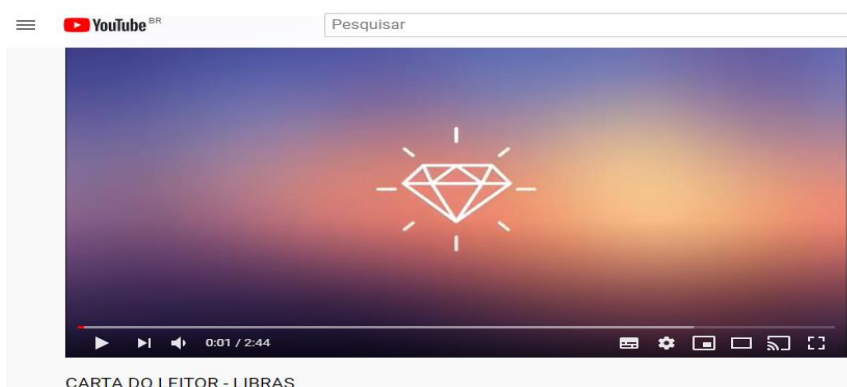 YouTube BR
Pesquisar
0:01 / 2:44
CARTA DO LEITOR - LIBRAS